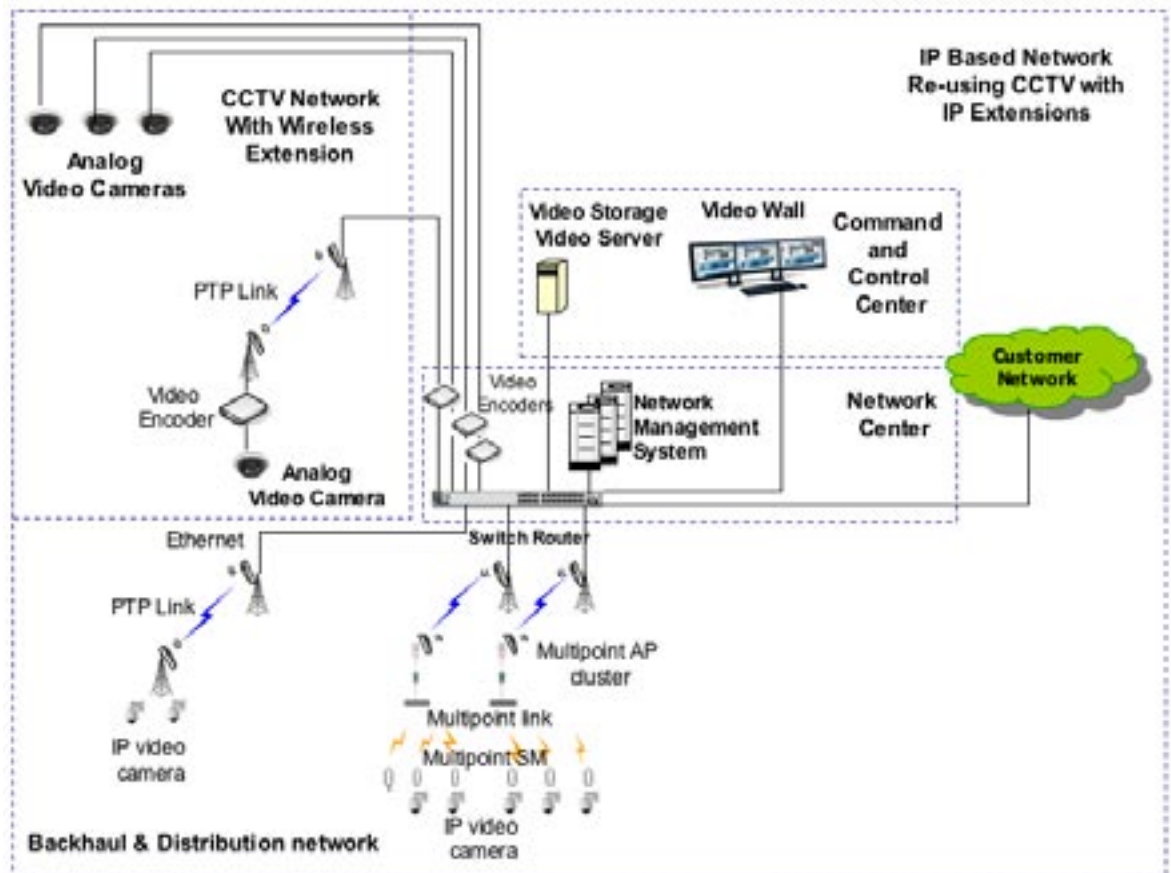 IP Based Network
Re-using CCTV with
IP Extensions
CCTV Network
With Wireless
Extension
Analog
Video Cameras
Video Storage
Video Server
Video Wall
Command
and
Control
Center
PTP Link
Customer
Network
Video
Encoder
Video
Encoders
Network
Management
System
Network
Center
Analog
Video Camera
Ethernet
Switch Router
PTP Link
Multipoint AP
cluster
Multipoint link
IP video
camera
Multipoint SM
IP video
camera
Backhaul & Distribution network